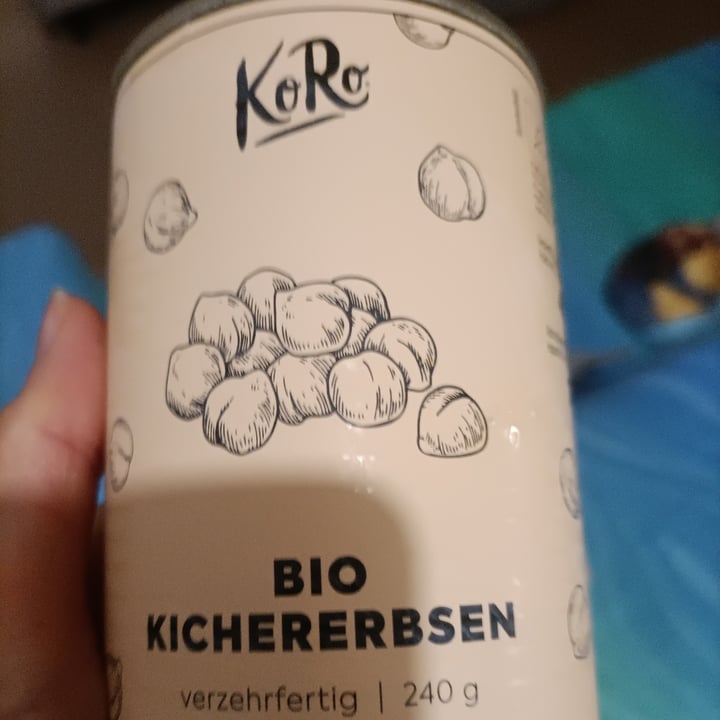 KoRo
BIO
KICHERERBSEN
verzehrfertig | 240 g